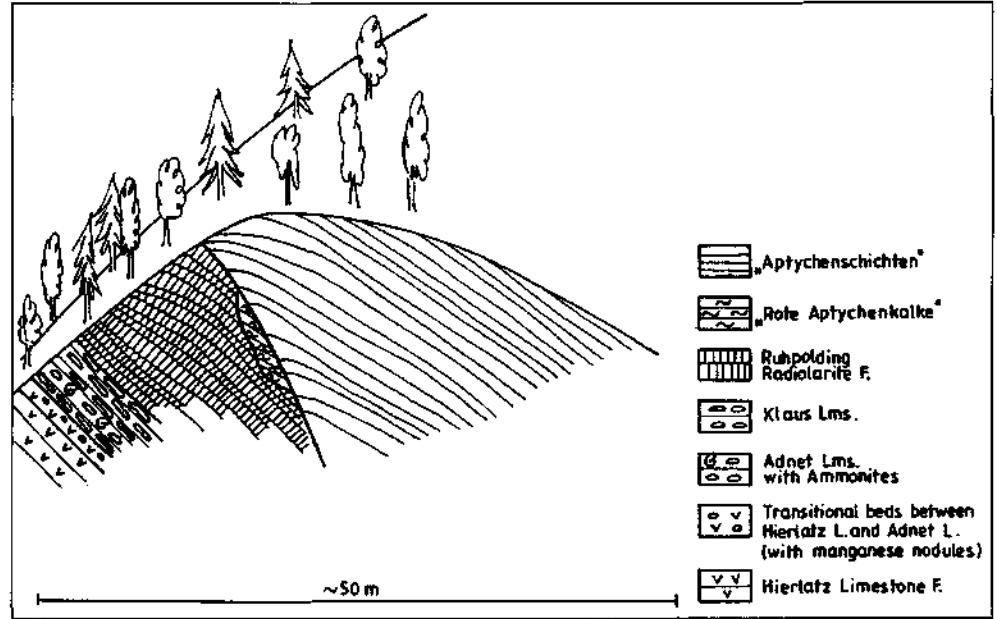 „Aptychenschichten"
„Rote Aptychenkalke"
Ruhpolding
Radiolarite F.
Klaus Lms.
Adnet Lms.
with Ammonites
Transitional beds between
Hierlatz L. and Adnet L.
(with manganese nodules)
Hierlatz Limestone F.
~50 m